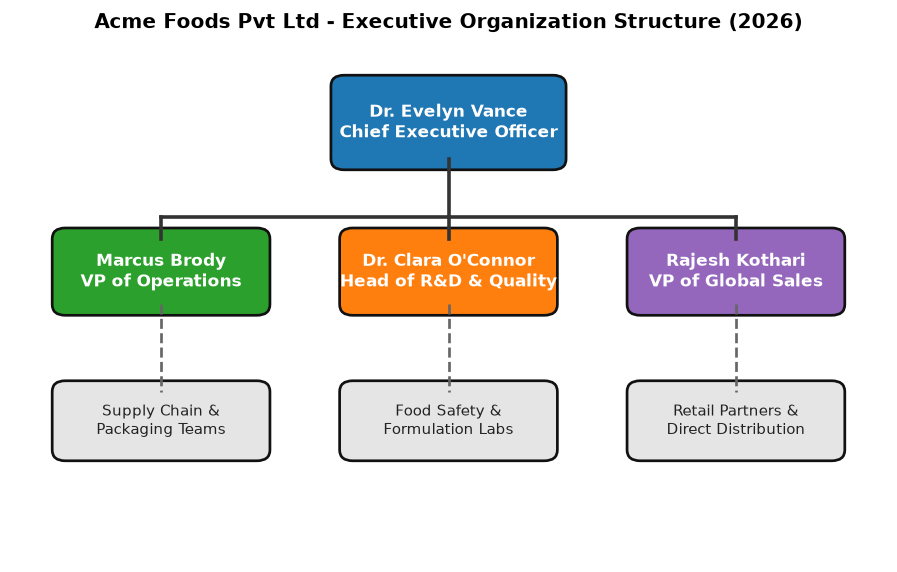 Acme Foods Pvt Ltd - Executive Organization Structure (2026)
Dr. Evelyn Vance
Chief Executive Officer
Marcus Brody
VP of Operations
Dr. Clara O'Connor
Head of R&D & Quality
Rajesh Kothari
VP of Global Sales
Supply Chain &
Packaging Teams
Food Safety &
Formulation Labs
Retail Partners &
Direct Distribution